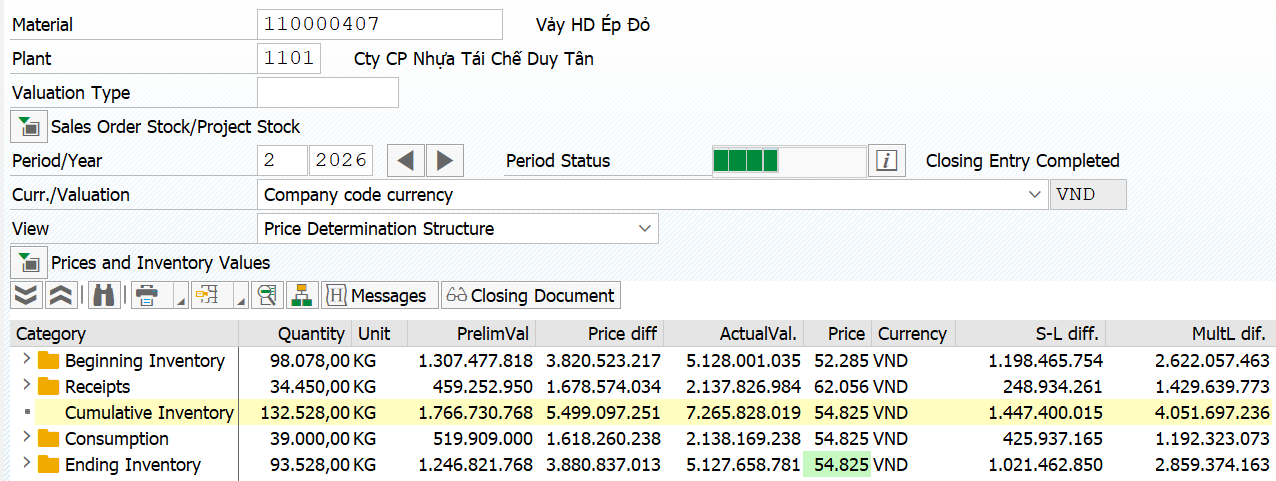 Material 110000407 Vảy HD Ép Đỏ
Plant 1101 Cty CP Nhựa Tái Chế Duy Tân
Valuation Type
Sales Order Stock/Project Stock
Period/Year 2 2026 Period Status Closing Entry Completed
Curr./Valuation Company code currency VND
View Price Determination Structure
Prices and Inventory Values
Messages Closing Document
Category Quantity Unit PrelimVal Price diff ActualVal. Price Currency S-L diff. MultL dif.
Beginning Inventory 98.078,00 KG 1.307.477.818 3.820.523.217 5.128.001.035 52.285 VND 1.198.465.754 2.622.057.463
Receipts 34.450,00 KG 459.252.950 1.678.574.034 2.137.826.984 62.056 VND 248.934.261 1.429.639.773
Cumulative Inventory 132.528,00 KG 1.766.730.768 5.499.097.251 7.265.828.019 54.825 VND 1.447.400.015 4.051.697.236
Consumption 39.000,00 KG 519.909.000 1.618.260.238 2.138.169.238 54.825 VND 425.937.165 1.192.323.073
Ending Inventory 93.528,00 KG 1.246.821.768 3.880.837.013 5.127.658.781 54.825 VND 1.021.462.850 2.859.374.163